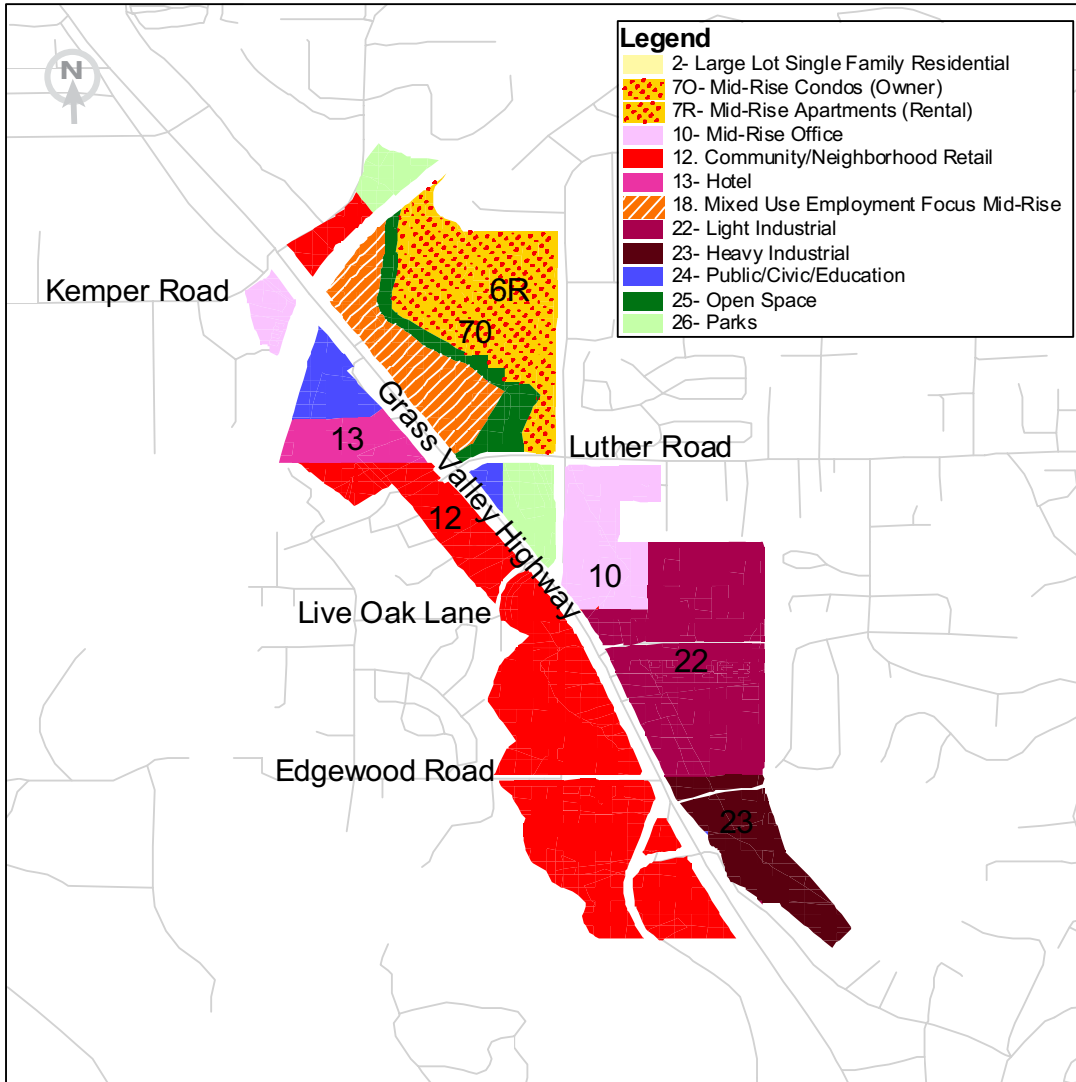 N
Legend
2- Large Lot Single Family Residential
7O- Mid-Rise Condos (Owner)
7R- Mid-Rise Apartments (Rental)
10- Mid-Rise Office
12. Community/Neighborhood Retail
13- Hotel
18. Mixed Use Employment Focus Mid-Rise
22- Light Industrial
23- Heavy Industrial
24- Public/Civic/Education
25- Open Space
26- Parks
Kemper Road
6R
70
Grass Valley Highway
13
Luther Road
12
10
Live Oak Lane
22
Edgewood Road
23